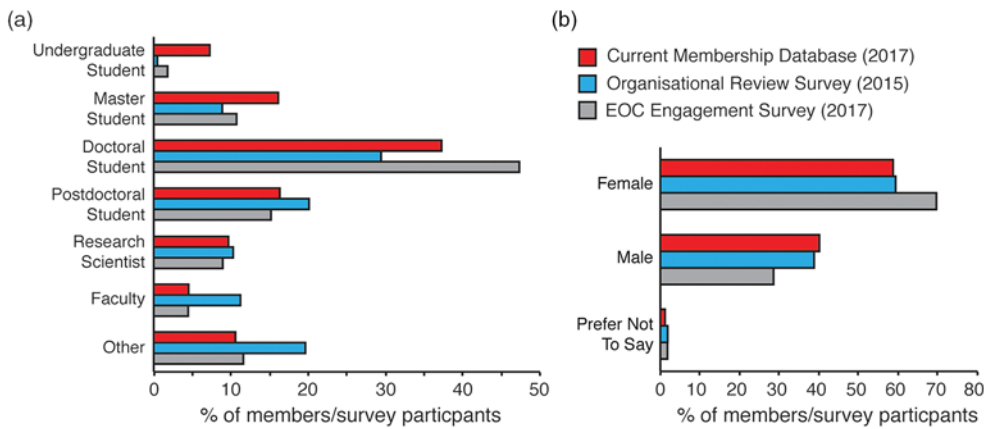 (a)
Undergraduate
Student
Master
Student
Doctoral
Student
Postdoctoral
Student
Research
Scientist
Faculty
Other
0 10 20 30 40 50
% of members/survey particpants
(b)
Current Membership Database (2017)
Organisational Review Survey (2015)
EOC Engagement Survey (2017)
Female
Male
Prefer Not
To Say
0 10 20 30 40 50 60 70 80
% of members/survey particpants